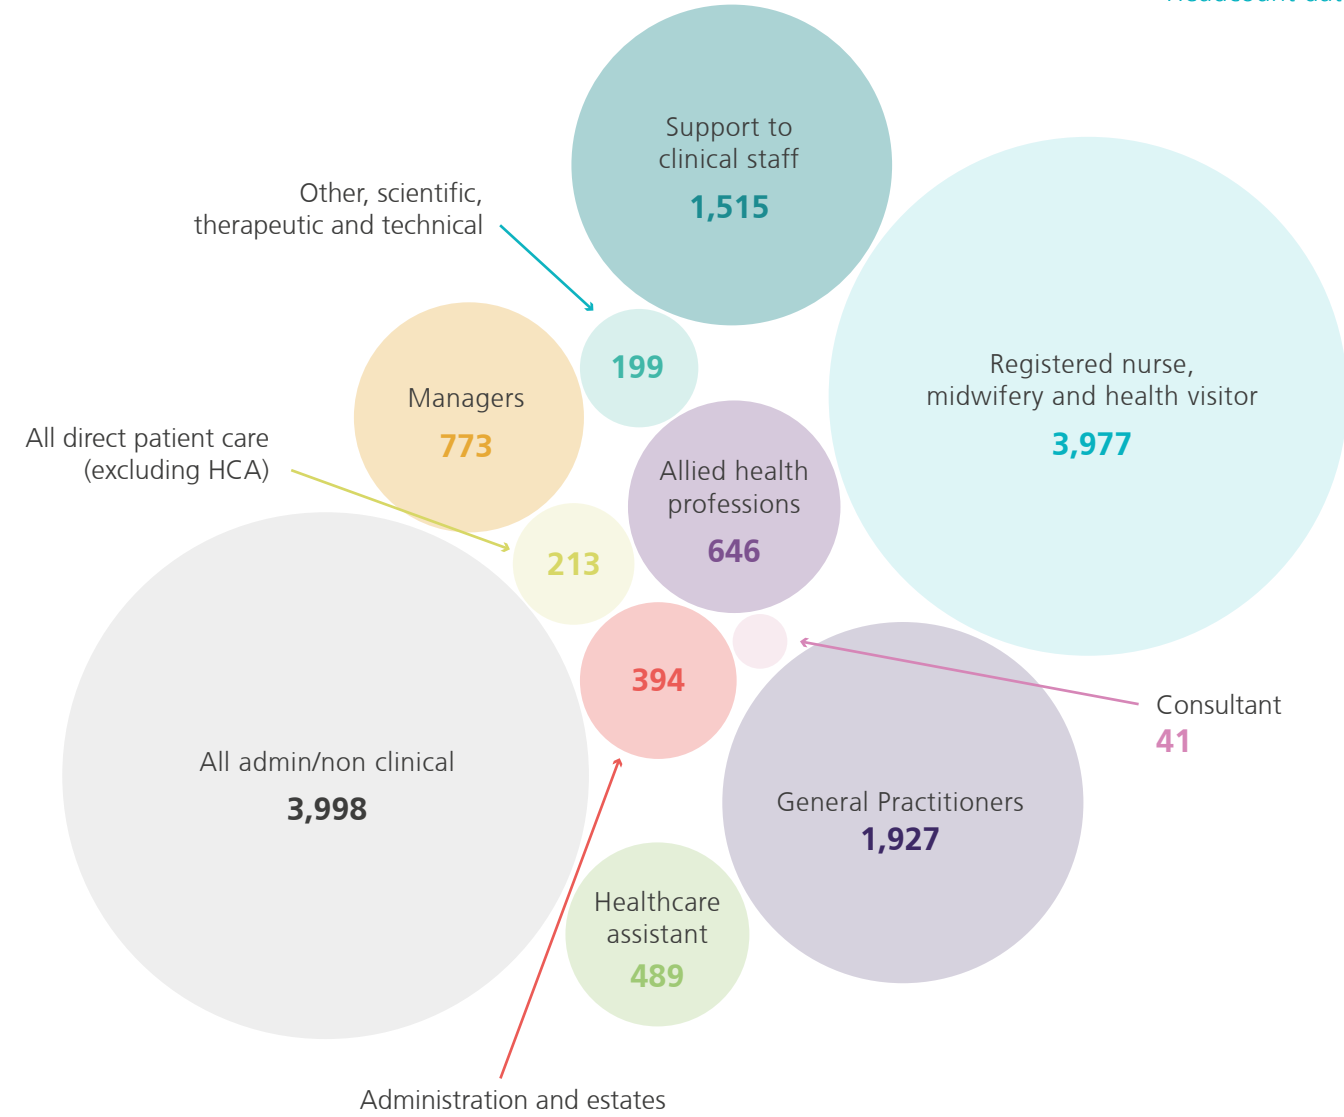 Support to
clinical staff
1,515
Other, scientific,
therapeutic and technical
199
Registered nurse,
midwifery and health visitor
3,977
Managers
773
All direct patient care
(excluding HCA)
213
Allied health
professions
646
394
Consultant
41
All admin/non clinical
3,998
General Practitioners
1,927
Healthcare
assistant
489
Administration and estates